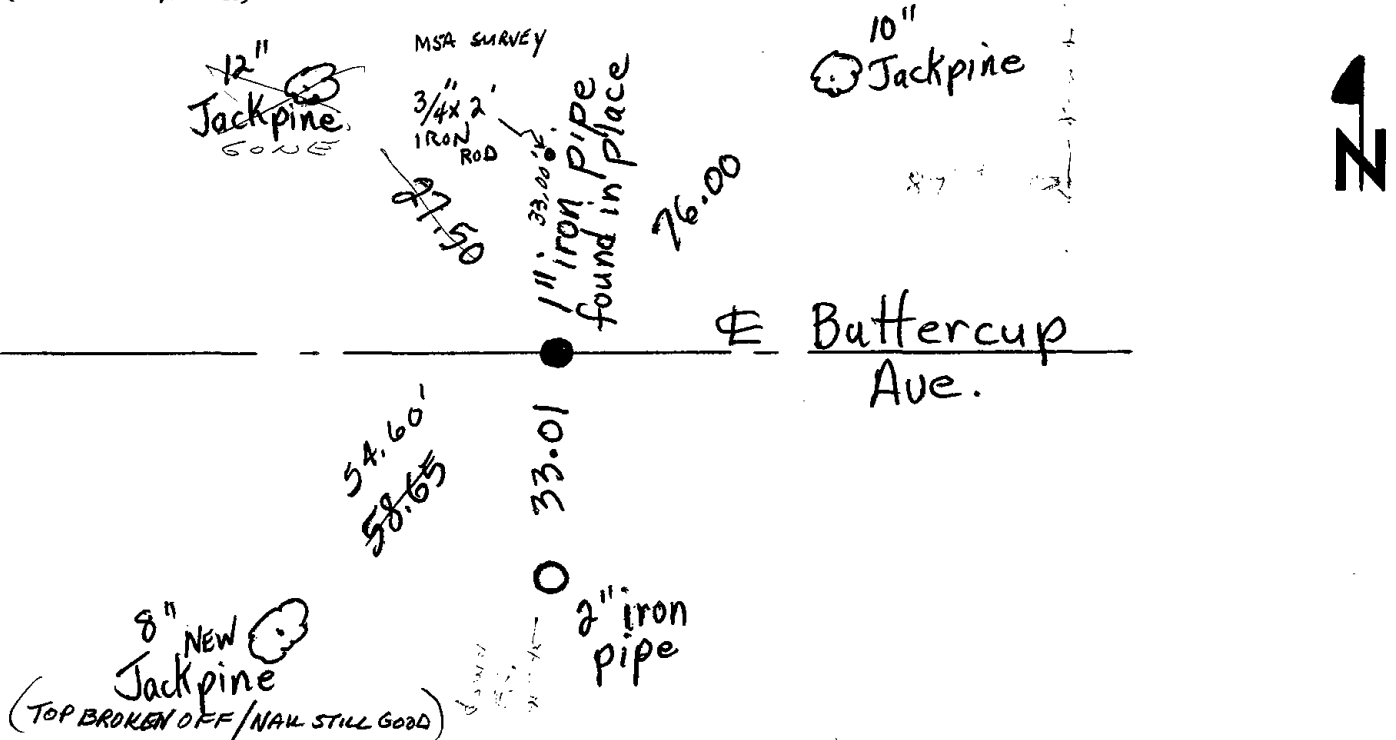 12"
Jackpine
GONE
27.50
MSA SURVEY
3/4"x 2'
IRON
ROD
33.00'
1" iron pipe
found in place
76.00
10"
Jackpine
N
℄ Buttercup
Ave.
54.60'
58.65
33.01
2" iron
pipe
8" NEW
Jackpine
(TOP BROKEN OFF/NAIL STILL GOOD)